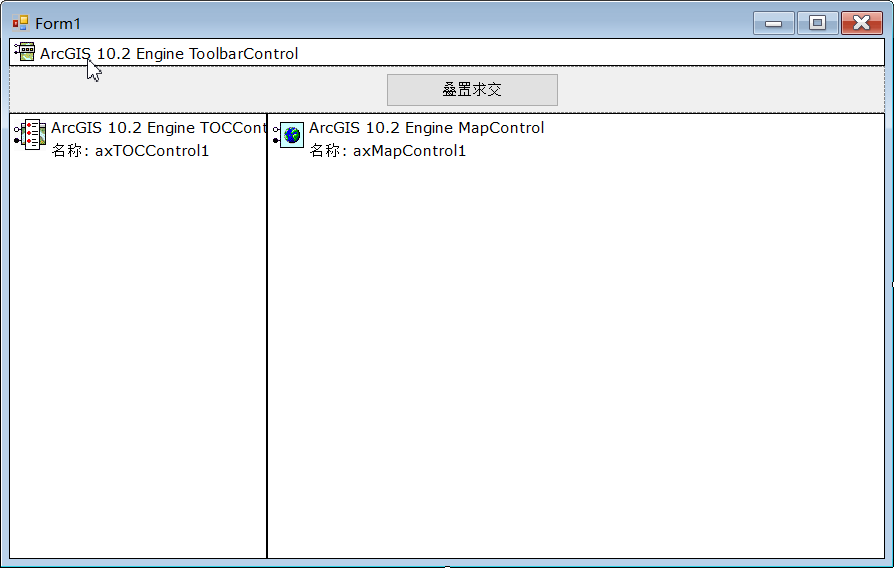 Form1
ArcGIS 10.2 Engine ToolbarControl
叠置求交
ArcGIS 10.2 Engine TOCCont
名称: axTOCControl1
ArcGIS 10.2 Engine MapControl
名称: axMapControl1